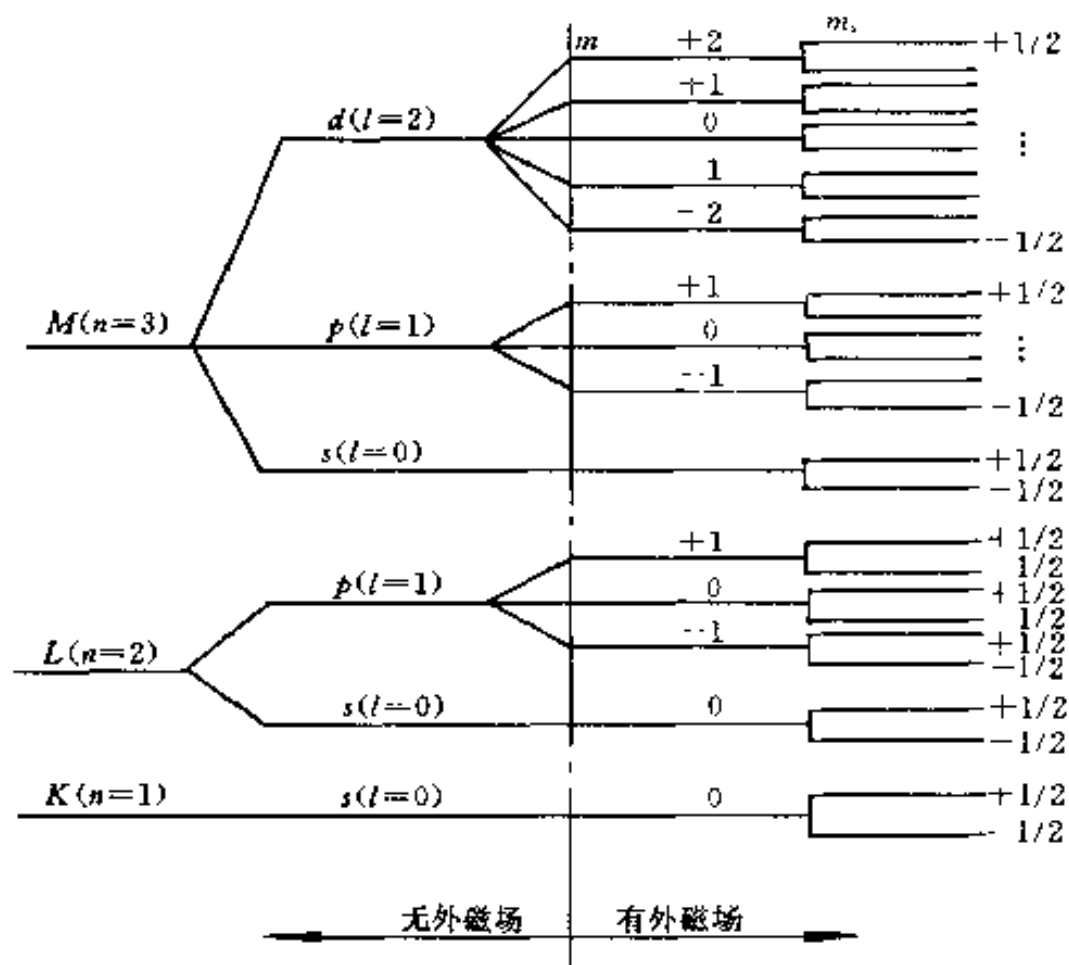 m mₛ
+2 +1/2
+1
d(l=2) 0 ⋮
1
-2 -1/2
+1 +1/2
M(n=3) p(l=1) 0 ⋮
-1 -1/2
s(l=0) +1/2
-1/2
+1 +1/2
1/2
p(l=1) 0 +1/2
1/2
-1 +1/2
L(n=2) -1/2
s(l=0) 0 +1/2
-1/2
K(n=1) s(l=0) 0 +1/2
-1/2
无外磁场 有外磁场